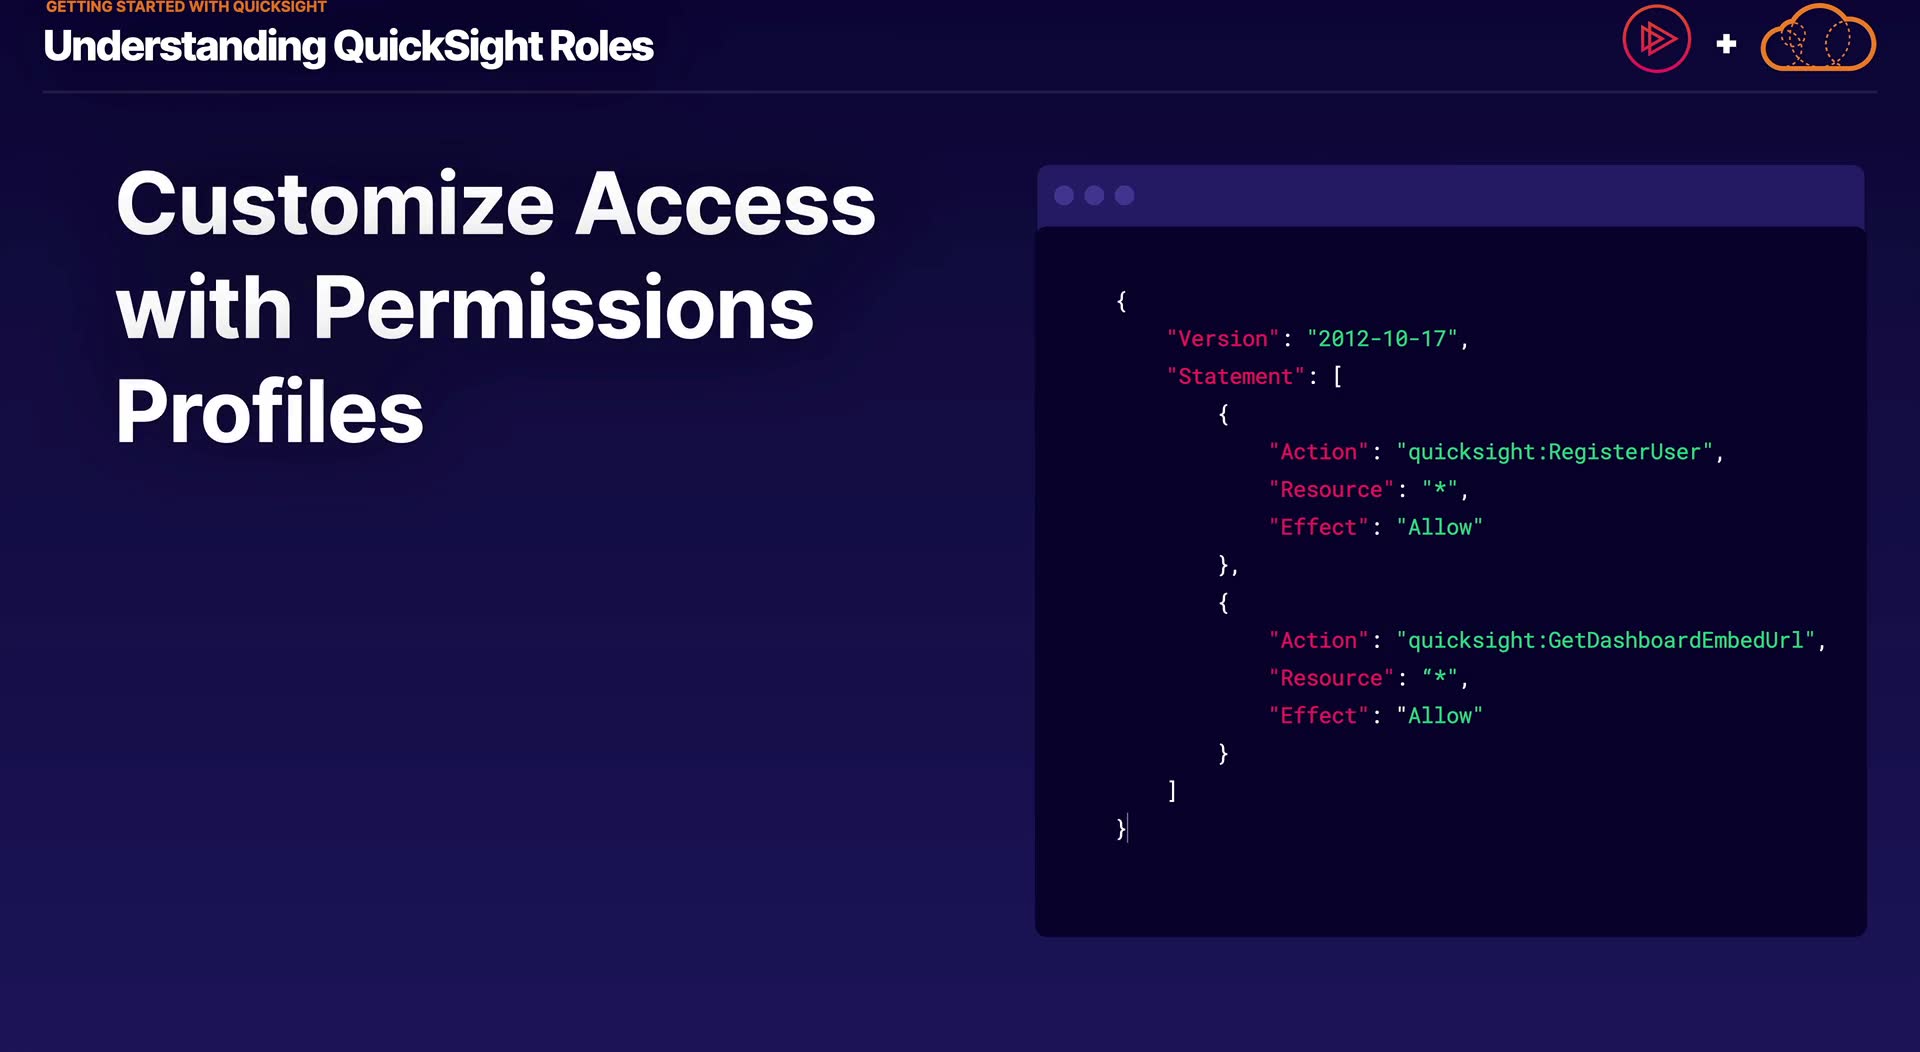 GETTING STARTED WITH QUICKSIGHT
Understanding QuickSight Roles
Customize Access
with Permissions
Profiles
{
"Version": "2012-10-17",
"Statement": [
{
"Action": "quicksight:RegisterUser",
"Resource": "*",
"Effect": "Allow"
},
{
"Action": "quicksight:GetDashboardEmbedUrl",
"Resource": “*",
"Effect": "Allow"
}
]
}